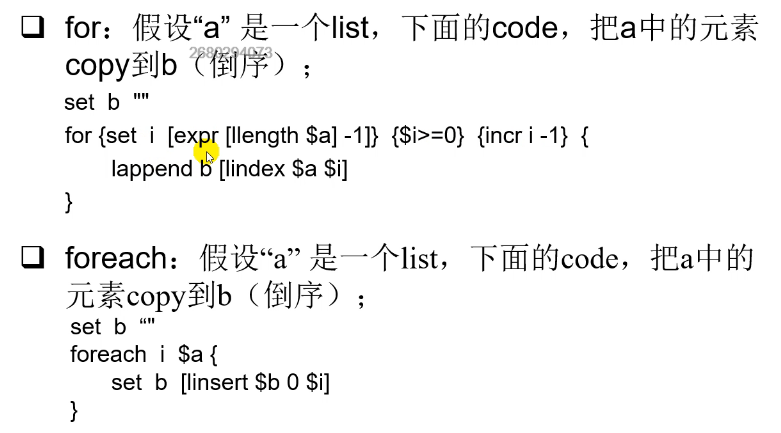 ❑ for：假设“a” 是一个list，下面的code，把a中的元素
2680294073
copy到b（倒序）；
set b ""
for {set i [expr [llength $a] -1]} {$i>=0} {incr i -1} {
lappend b [lindex $a $i]
}
❑ foreach：假设“a” 是一个list，下面的code，把a中的
元素copy到b（倒序）；
set b “"
foreach i $a {
set b [linsert $b 0 $i]
}